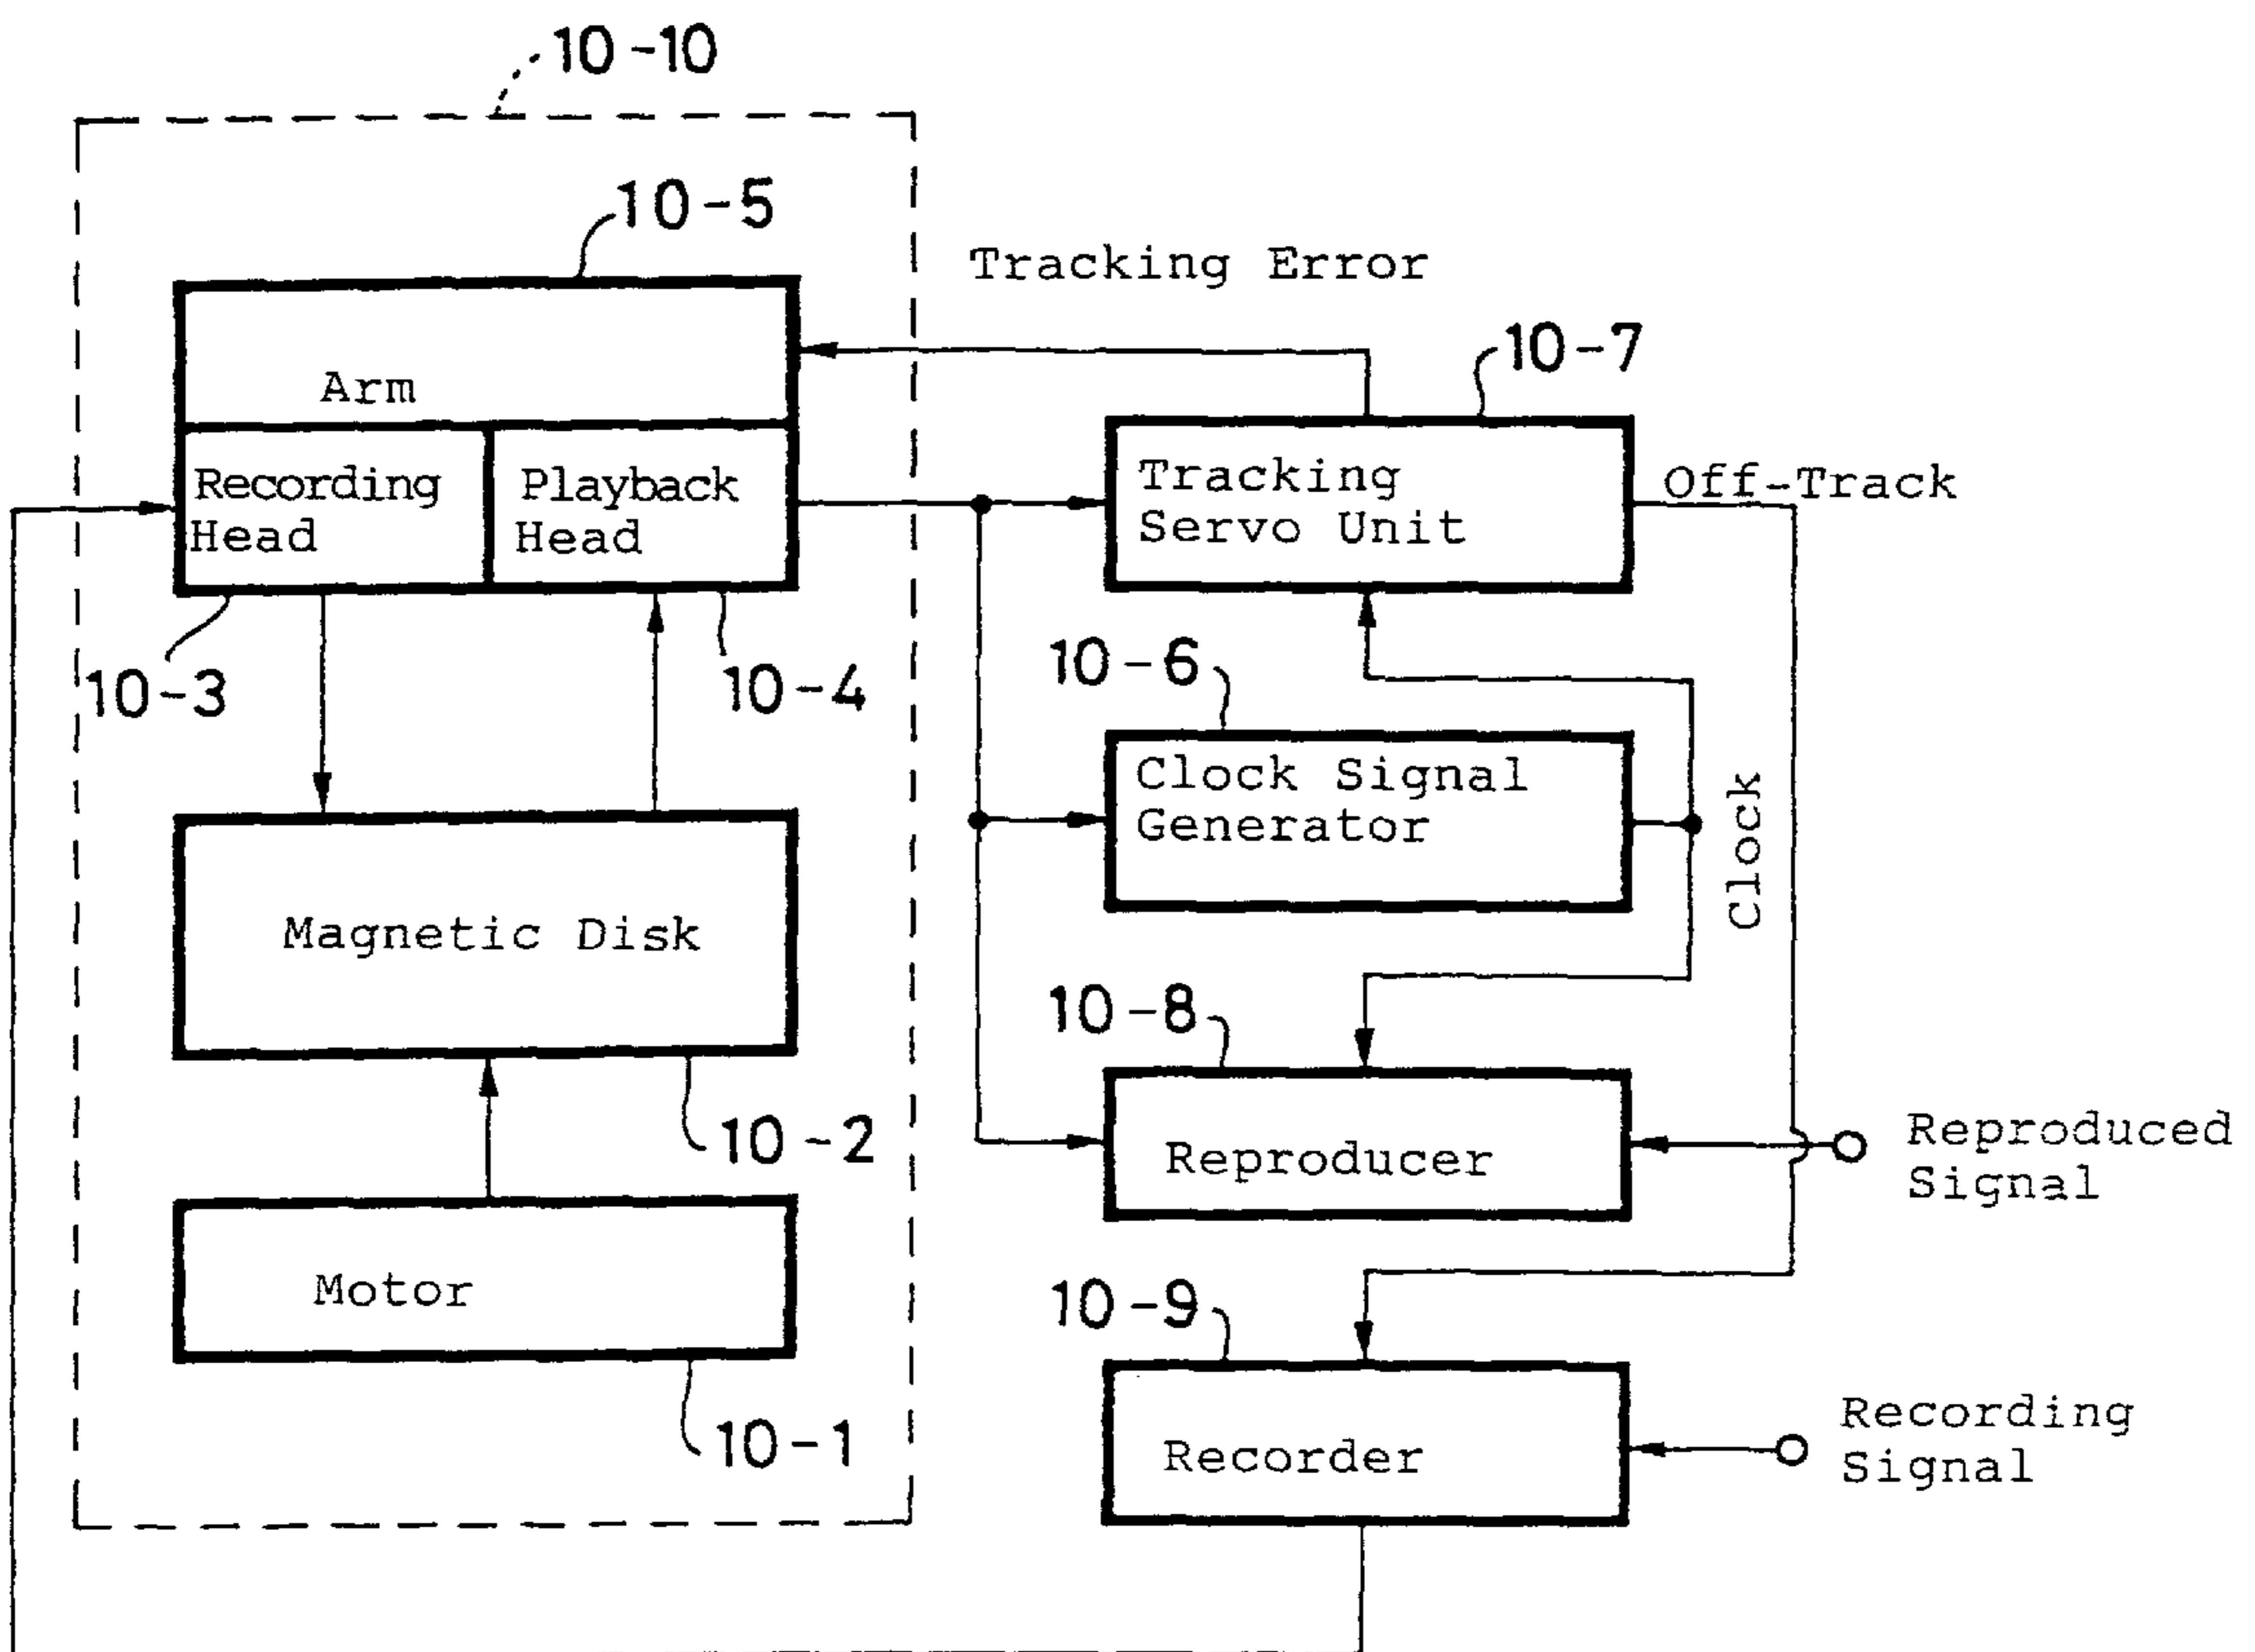 10-10
10-5
Tracking Error
10-7
Arm
Recording
Head
Playback
Head
Tracking
Servo Unit
Off-Track
10-3
10-4
10-6
Clock Signal
Generator
Clock
Magnetic Disk
10-8
10-2
Reproducer
Reproduced
Signal
Motor
10-9
10-1
Recorder
Recording
Signal